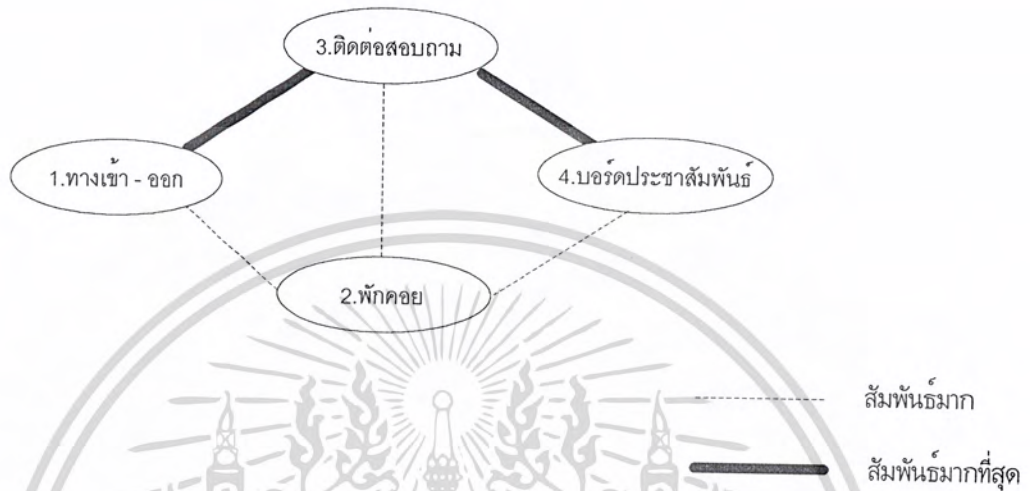 3.ติดต่อสอบถาม
1.ทางเข้า - ออก
4.บอร์ดประชาสัมพันธ์
2.พักคอย
สัมพันธ์มาก
สัมพันธ์มากที่สุด